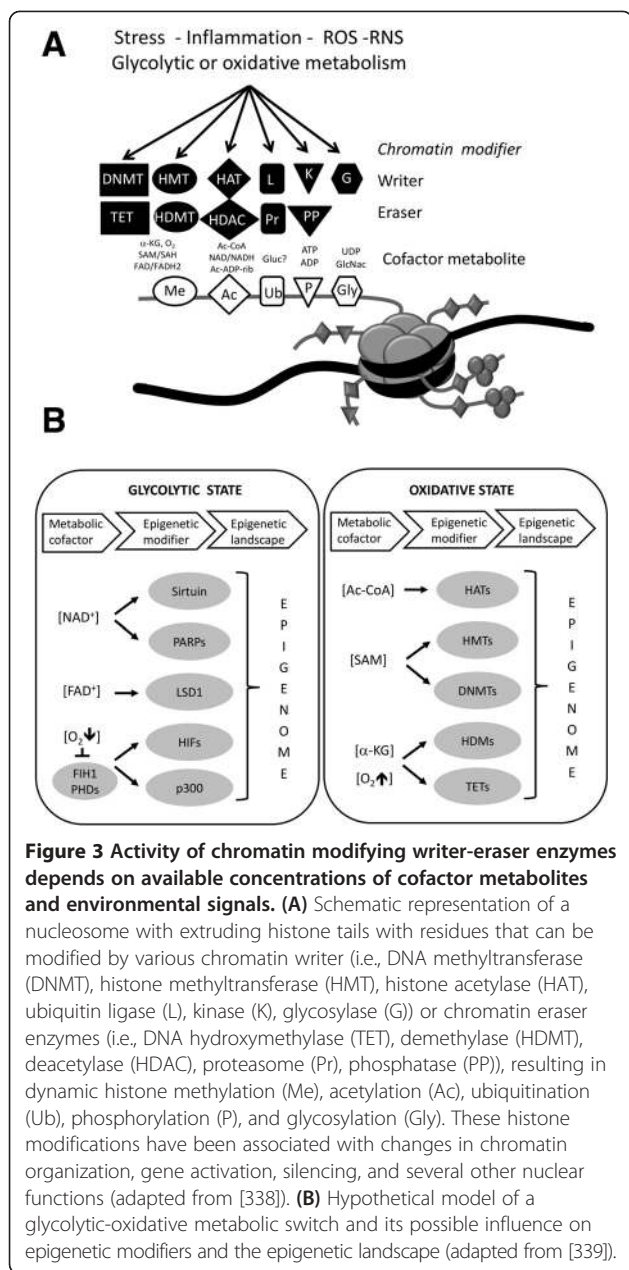 A
Stress - Inflammation - ROS -RNS
Glycolytic or oxidative metabolism
Chromatin modifier
DNMT HMT HAT L K G Writer
TET HDMT HDAC Pr PP Eraser
α-KG, O2 Ac-CoA ATP UDP
SAM/SAH NAD/NADH Gluc? ADP GlcNac Cofactor metabolite
FAD/FADH2 Ac-ADP-rib
Me Ac Ub P Gly
B
GLYCOLYTIC STATE
Metabolic cofactor
Epigenetic modifier
Epigenetic landscape
[NAD+]
Sirtuin
PARPs
[FAD+]
LSD1
[O2↓]
FIH1
PHDs
HIFs
p300
EPIGENOME
OXIDATIVE STATE
Metabolic cofactor
Epigenetic modifier
Epigenetic landscape
[Ac-CoA]
HATs
[SAM]
HMTs
DNMTs
[α-KG]
[O2↑]
HDMs
TETs
EPIGENOME
Figure 3 Activity of chromatin modifying writer-eraser enzymes
depends on available concentrations of cofactor metabolites
and environmental signals. (A) Schematic representation of a
nucleosome with extruding histone tails with residues that can be
modified by various chromatin writer (i.e., DNA methyltransferase
(DNMT), histone methyltransferase (HMT), histone acetylase (HAT),
ubiquitin ligase (L), kinase (K), glycosylase (G)) or chromatin eraser
enzymes (i.e., DNA hydroxymethylase (TET), demethylase (HDMT),
deacetylase (HDAC), proteasome (Pr), phosphatase (PP)), resulting in
dynamic histone methylation (Me), acetylation (Ac), ubiquitination
(Ub), phosphorylation (P), and glycosylation (Gly). These histone
modifications have been associated with changes in chromatin
organization, gene activation, silencing, and several other nuclear
functions (adapted from [338]). (B) Hypothetical model of a
glycolytic-oxidative metabolic switch and its possible influence on
epigenetic modifiers and the epigenetic landscape (adapted from [339]).